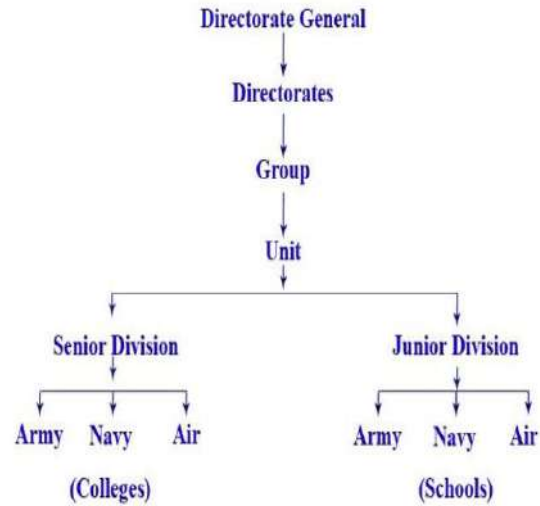 Directorate General
Directorates
Group
Unit
Senior Division
Junior Division
Army Navy Air
Army Navy Air
(Colleges)
(Schools)